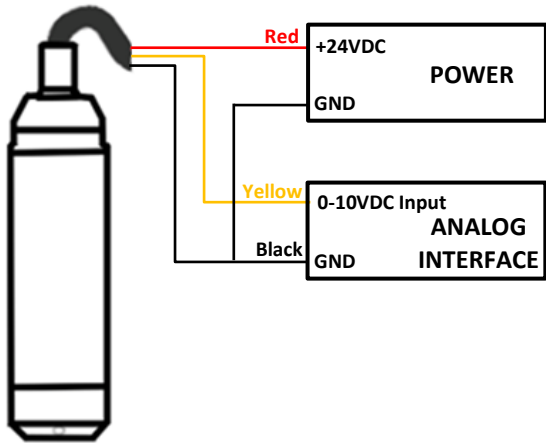 Red
+24VDC
POWER
GND
Yellow
0-10VDC Input
ANALOG
Black
GND
INTERFACE